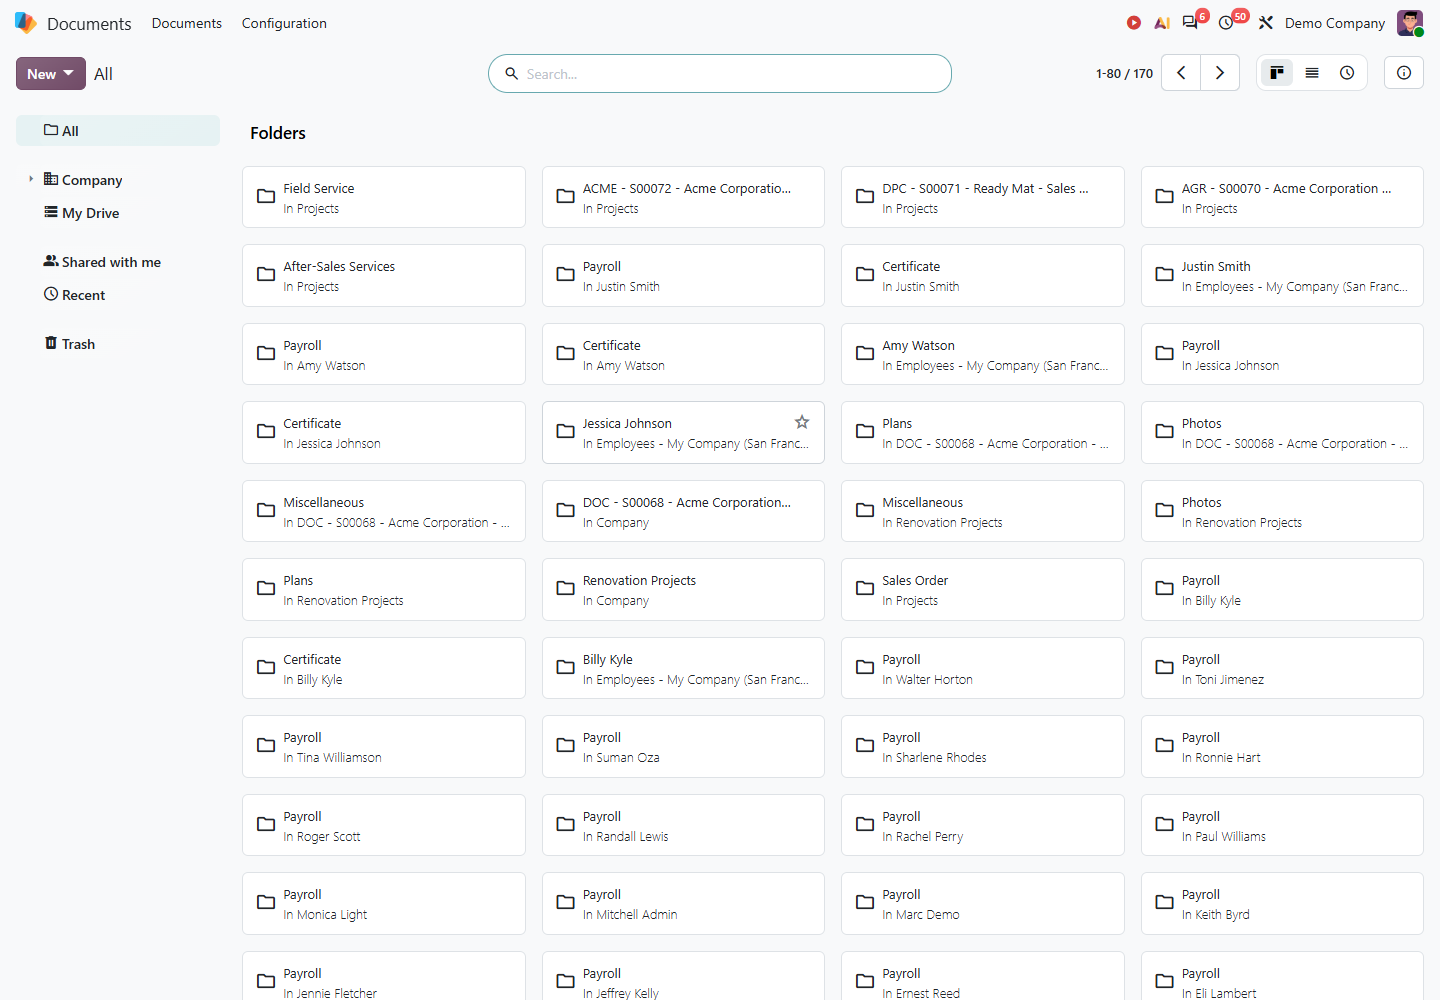 Documents Documents Configuration 6 50 Demo Company
New All Search... 1-80 / 170
All
Company
My Drive
Shared with me
Recent
Trash
Folders
Field Service
In Projects
ACME - S00072 - Acme Corporatio...
In Projects
DPC - S00071 - Ready Mat - Sales ...
In Projects
AGR - S00070 - Acme Corporation ...
In Projects
After-Sales Services
In Projects
Payroll
In Justin Smith
Certificate
In Justin Smith
Justin Smith
In Employees - My Company (San Franc...
Payroll
In Amy Watson
Certificate
In Amy Watson
Amy Watson
In Employees - My Company (San Franc...
Payroll
In Jessica Johnson
Certificate
In Jessica Johnson
Jessica Johnson
In Employees - My Company (San Franc...
Plans
In DOC - S00068 - Acme Corporation - ...
Photos
In DOC - S00068 - Acme Corporation - ...
Miscellaneous
In DOC - S00068 - Acme Corporation - ...
DOC - S00068 - Acme Corporation...
In Company
Miscellaneous
In Renovation Projects
Photos
In Renovation Projects
Plans
In Renovation Projects
Renovation Projects
In Company
Sales Order
In Projects
Payroll
In Billy Kyle
Certificate
In Billy Kyle
Billy Kyle
In Employees - My Company (San Franc...
Payroll
In Walter Horton
Payroll
In Toni Jimenez
Payroll
In Tina Williamson
Payroll
In Suman Oza
Payroll
In Sharlene Rhodes
Payroll
In Ronnie Hart
Payroll
In Roger Scott
Payroll
In Randall Lewis
Payroll
In Rachel Perry
Payroll
In Paul Williams
Payroll
In Monica Light
Payroll
In Mitchell Admin
Payroll
In Marc Demo
Payroll
In Keith Byrd
Payroll
In Jennie Fletcher
Payroll
In Jeffrey Kelly
Payroll
In Ernest Reed
Payroll
In Eli Lambert